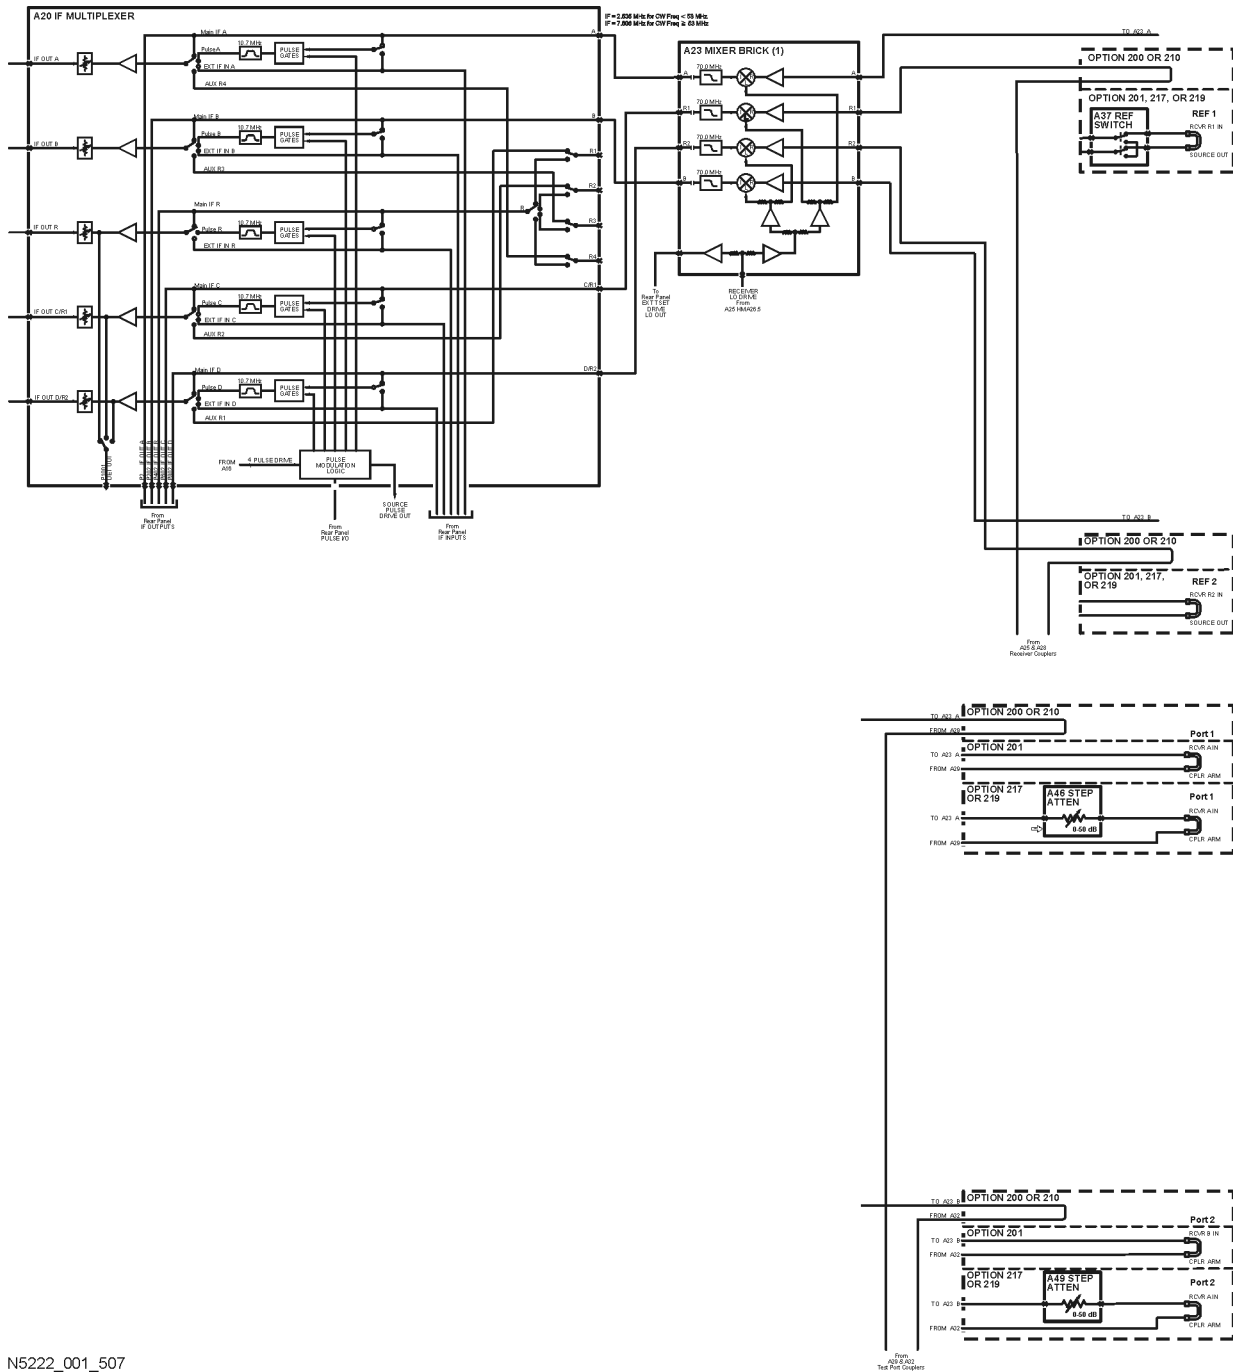 A20 IF MULTIPLEXER
IF = 2.535 MHz for CW Freq < 53 MHz.
IF = 7.606 MHz for CW Freq ≥ 53 MHz
Main IF A
A
Pulse A
10.7 MHz
PULSE
GATES
IF OUT A
EXT IF IN A
AUX R4
Main IF B
B
Pulse B
10.7 MHz
PULSE
GATES
IF OUT B
EXT IF IN B
AUX R3
R1
R2
Main IF R
R
Pulse R
10.7 MHz
PULSE
GATES
R3
IF OUT R
EXT IF IN R
R4
Main IF C
C/R1
Pulse C
10.7 MHz
PULSE
GATES
IF OUT C/R1
EXT IF IN C
AUX R2
Main IF D
D/R2
Pulse D
10.7 MHz
PULSE
GATES
IF OUT D/R2
EXT IF IN D
AUX R1
FROM
A16
4 PULSE DRIVE
PULSE
MODULATION
LOGIC
SOURCE
PULSE
DRIVE OUT
From
Rear Panel
IF OUTPUTS
From
Rear Panel
PULSE I/O
From
Rear Panel
IF INPUTS
A23 MIXER BRICK (1)
A
70.0 MHz
A
R1
70.0 MHz
R1
R2
70.0 MHz
R2
B
70.0 MHz
B
To
Rear Panel
EXT TSET
DRIVE
LO OUT
RECEIVER
LO DRIVE
From
A25 HMA26.5
TO A23 A
OPTION 200 OR 210
OPTION 201, 217, OR 219
A37 REF
SWITCH
REF 1
RCVR R1 IN
SOURCE OUT
TO A23 B
OPTION 200 OR 210
OPTION 201, 217,
OR 219
REF 2
RCVR R2 IN
SOURCE OUT
From
A25 & A28
Receiver Couplers
TO A23 A
OPTION 200 OR 210
FROM A29
Port 1
OPTION 201
TO A23 A
RCVR A IN
FROM A29
CPLR ARM
OPTION 217
OR 219
A46 STEP
ATTEN
Port 1
TO A23 A
RCVR A IN
0-50 dB
FROM A29
CPLR ARM
TO A23 B
OPTION 200 OR 210
FROM A32
Port 2
OPTION 201
TO A23 B
RCVR B IN
FROM A32
CPLR ARM
OPTION 217
OR 219
A49 STEP
ATTEN
Port 2
TO A23 B
RCVR A IN
0-50 dB
FROM A32
CPLR ARM
From
A29 & A32
Test Port Couplers
N5222_001_507